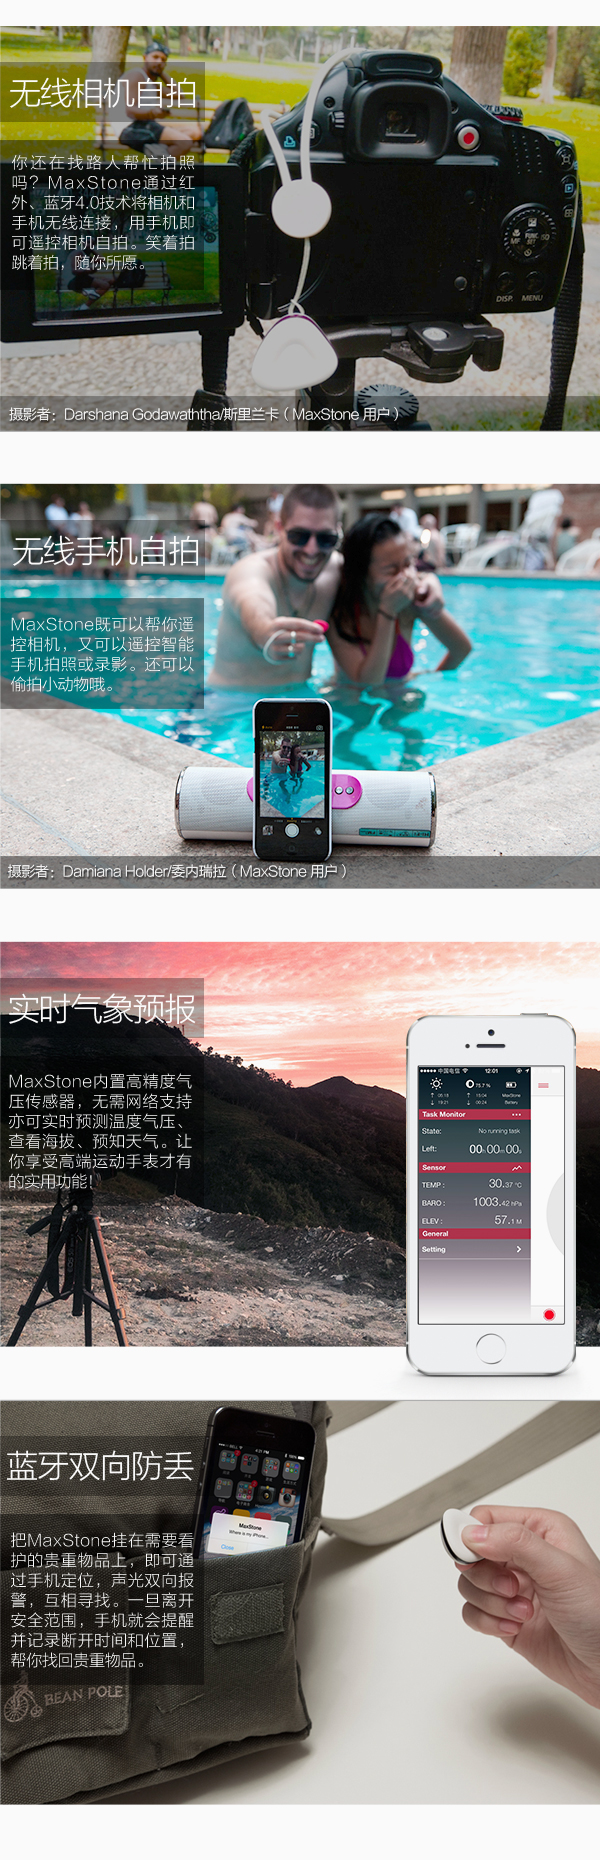 无线相机自拍
你还在找路人帮忙拍照
吗？MaxStone通过红
外、蓝牙4.0技术将相机和
手机无线连接，用手机即
可遥控相机自拍。笑着拍
跳着拍，随你所愿。
DISP.
MENU
摄影者：Darshana Godawaththa/斯里兰卡（MaxStone 用户）
无线手机自拍
MaxStone既可以帮你遥
控相机，又可以遥控智能
手机拍照或录影。还可以
偷拍小动物哦。
摄影者：Damiana Holder/委内瑞拉（MaxStone 用户）
实时气象预报
MaxStone内置高精度气
压传感器，无需网络支持
亦可实时预测温度气压、
查看海拔、预知天气。让
你享受高端运动手表才有
的实用功能！
中国电信 12:01
75.7 %
05:13 15:04 MaxStone
19:21 00:24 Battery
Task Monitor
State: No running task
Left: 00h00m00s
Sensor
TEMP : 30.37 °C
BARO : 1003.42 hPa
ELEV : 57.1 M
General
Setting
蓝牙双向防丢
把MaxStone挂在需要看
护的贵重物品上，即可通
过手机定位，声光双向报
警，互相寻找。一旦离开
安全范围，手机就会提醒
并记录断开时间和位置，
帮你找回贵重物品。
4:21 PM
MaxStone
Where is my iPhone...
Close
BEAN POLE